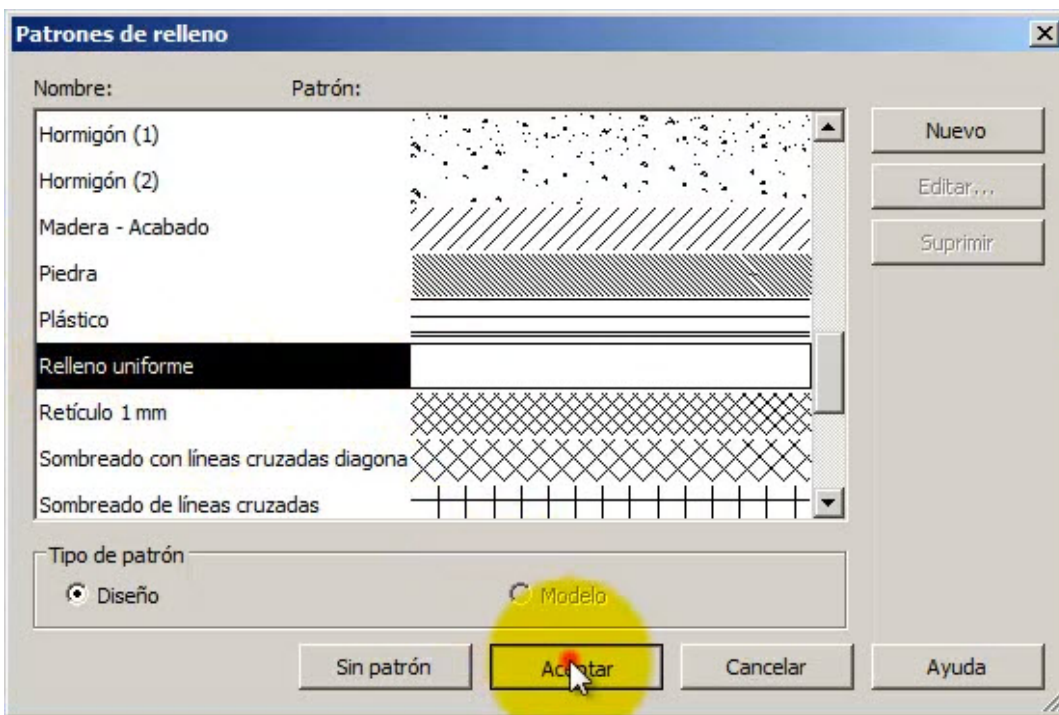 Patrones de relleno
Nombre: Patrón:
Hormigón (1)
Nuevo
Hormigón (2)
Editar...
Madera - Acabado
Suprimir
Piedra
Plástico
Relleno uniforme
Retículo 1 mm
Sombreado con líneas cruzadas diagona
Sombreado de líneas cruzadas
Tipo de patrón
Diseño Modelo
Sin patrón Aceptar Cancelar Ayuda